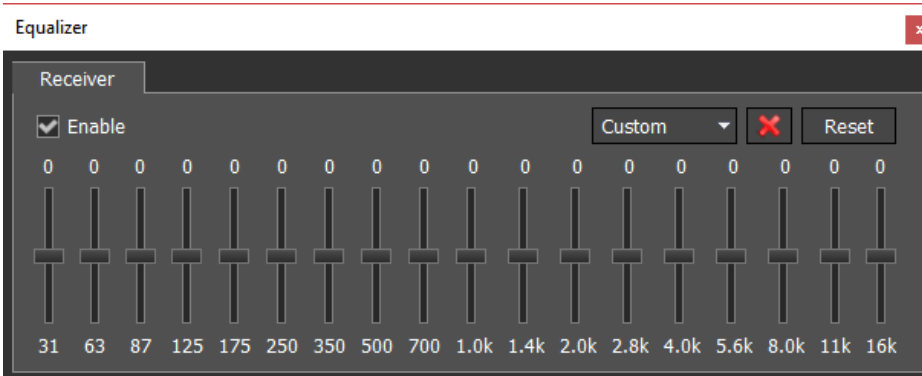 Equalizer
x
Receiver
Enable Custom Reset
0 0 0 0 0 0 0 0 0 0 0 0 0 0 0 0 0 0
31 63 87 125 175 250 350 500 700 1.0k 1.4k 2.0k 2.8k 4.0k 5.6k 8.0k 11k 16k